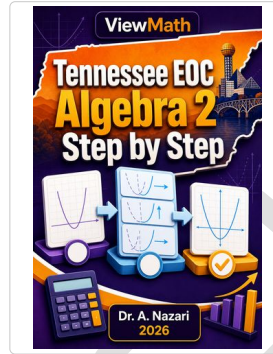 ViewMath
Tennessee EOC
Algebra 2
Step by Step
Dr. A. Nazari
2026